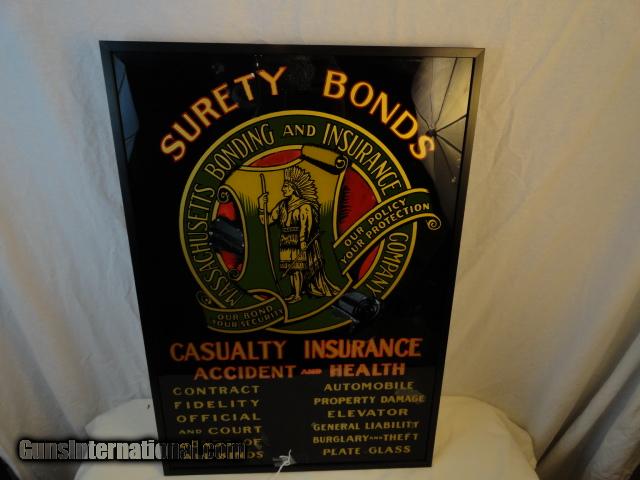 SURETY BONDS
MASSACHUSETTS BONDING AND INSURANCE COMPANY
OUR POLICY
YOUR PROTECTION
OUR BOND
YOUR SECURITY
CASUALTY INSURANCE
ACCIDENT AND HEALTH
CONTRACT
FIDELITY
OFFICIAL
AND COURT
AUTOMOBILE
PROPERTY DAMAGE
ELEVATOR
GENERAL LIABILITY
BURGLARY AND THEFT
PLATE GLASS
GunsInternational.com